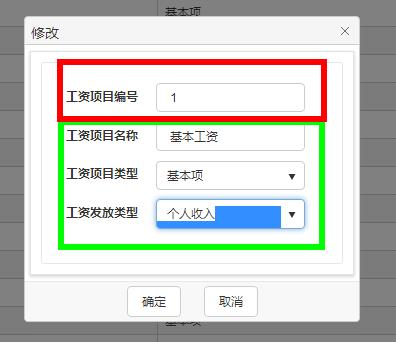 基本项
修改
工资项目编号 1
工资项目名称 基本工资
工资项目类型 基本项
工资发放类型 个人收入
确定 取消
基本项